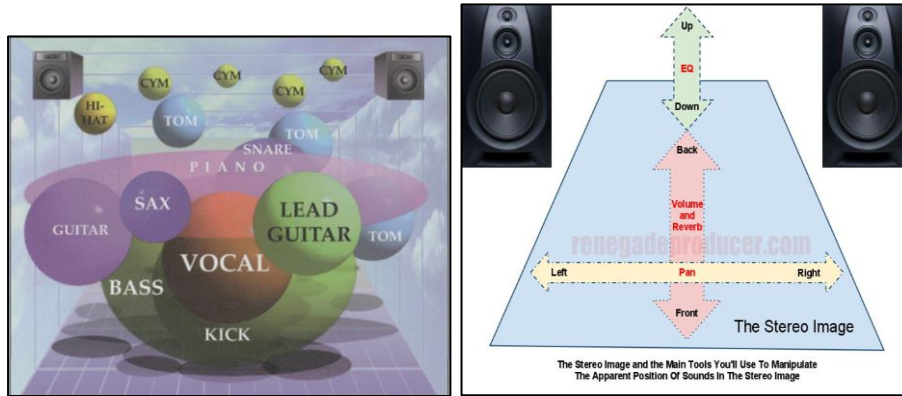 CYM
CYM
CYM
CYM
HI-
HAT
TOM
TOM
SNARE
PIANO
SAX
GUITAR
LEAD
GUITAR
TOM
VOCAL
BASS
KICK
Up
EQ
Down
Back
Volume
and
Reverb
renegadeproducer.com
Left
Pan
Right
Front
The Stereo Image
The Stereo Image and the Main Tools You'll Use To Manipulate
The Apparent Position Of Sounds In The Stereo Image